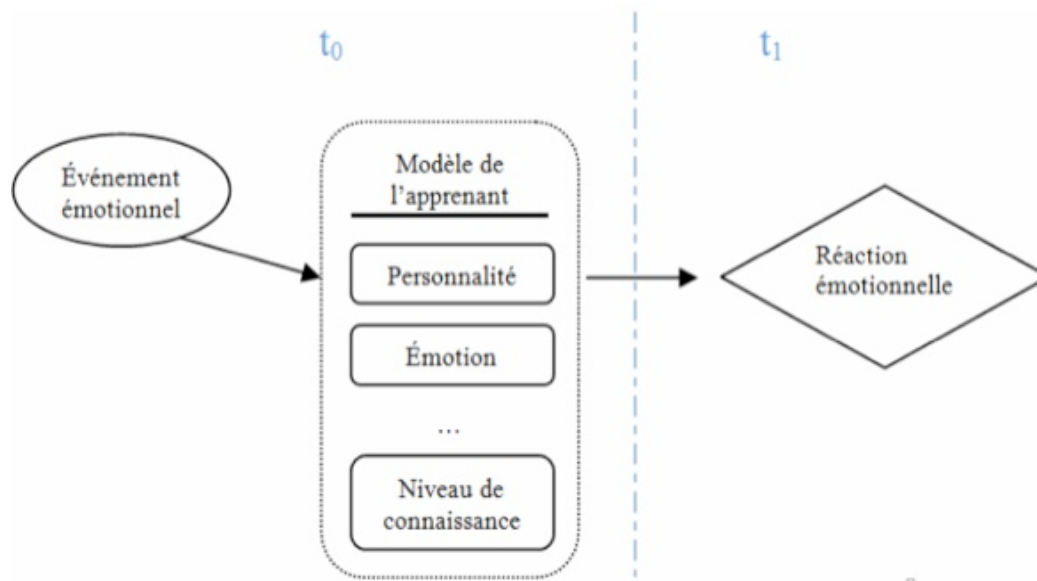 t₀
t₁
Événement
émotionnel
Modèle de
l'apprenant
Personnalité
Émotion
...
Niveau de
connaissance
Réaction
émotionnelle